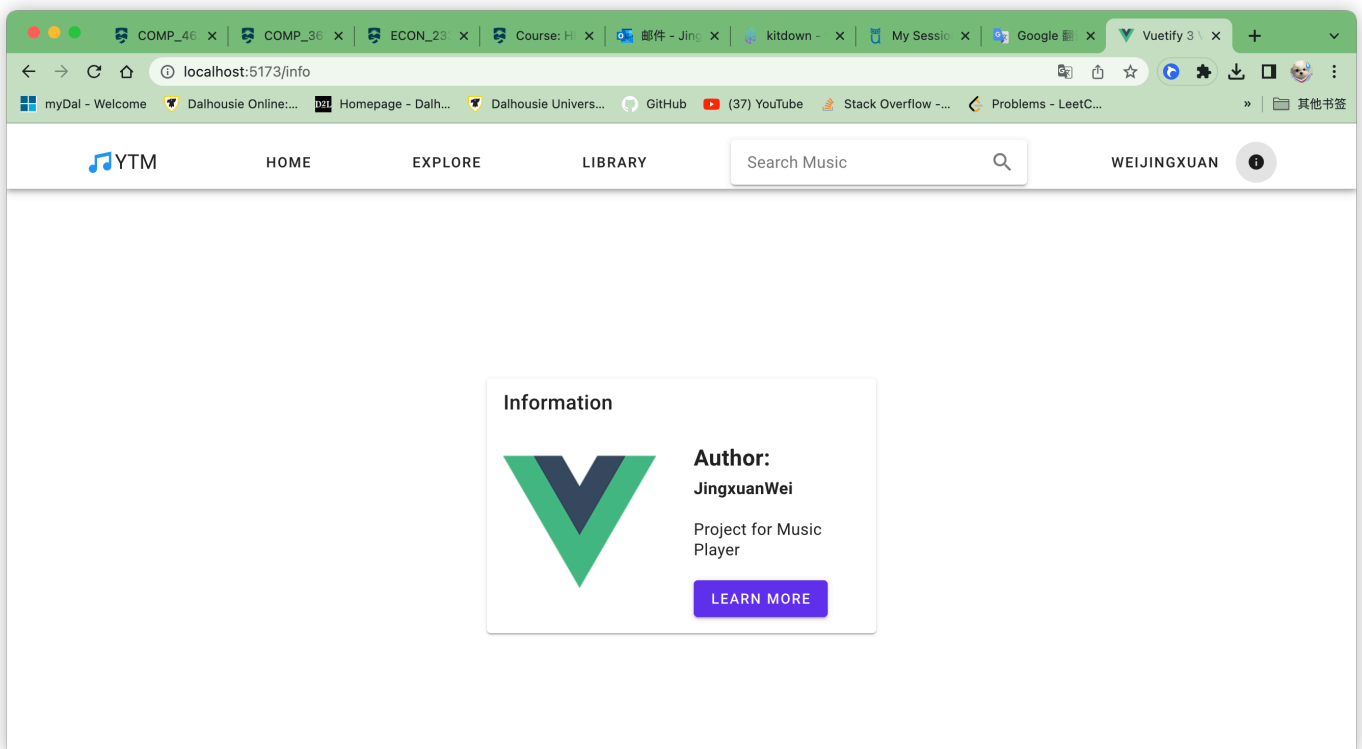 COMP_46
COMP_36
ECON_23
Course: H
邮件 - Jing
kitdown -
My Sessio
Google 翻
Vuetify 3
localhost:5173/info
myDal - Welcome
Dalhousie Online:...
D2L
Homepage - Dalh...
Dalhousie Univers...
GitHub
(37) YouTube
Stack Overflow -...
Problems - LeetC...
»
其他书签
YTM
HOME
EXPLORE
LIBRARY
Search Music
WEIJINGXUAN
Information
Author:
JingxuanWei
Project for Music
Player
LEARN MORE